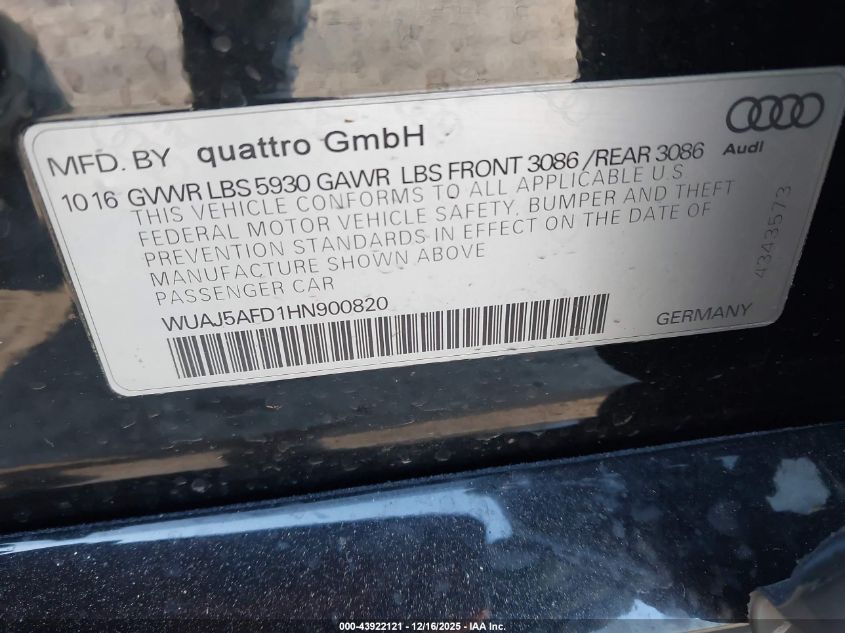 MFD. BY quattro GmbH
Audi
1016 GVWR LBS 5930 GAWR LBS FRONT 3086 /REAR 3086
THIS VEHICLE CONFORMS TO ALL APPLICABLE U.S
FEDERAL MOTOR VEHICLE SAFETY, BUMPER AND THEFT
PREVENTION STANDARDS IN EFFECT ON THE DATE OF
MANUFACTURE SHOWN ABOVE
PASSENGER CAR
WUAJ5AFD1HN900820
GERMANY
4343573
000-43922121 - 12/16/2025 - IAA Inc.